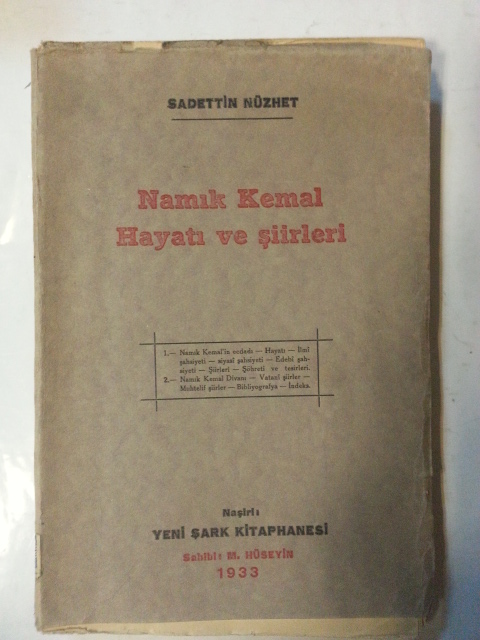 SADETTİN NÜZHET
Namık Kemal
Hayatı ve şiirleri
1.— Namık Kemal'in ecdadı — Hayatı — İlmî
şahsiyeti — siyasî şahsiyeti — Edebî şah-
siyeti — Şiirleri — Şöhreti ve tesirleri.
2.— Namık Kemal Divanı — Vatanî şiirler —
Muhtelif şiirler — Bibliyografya — İndeks.
Naşiri:
YENİ ŞARK KİTAPHANESİ
Sahibi: M. HÜSEYİN
1933